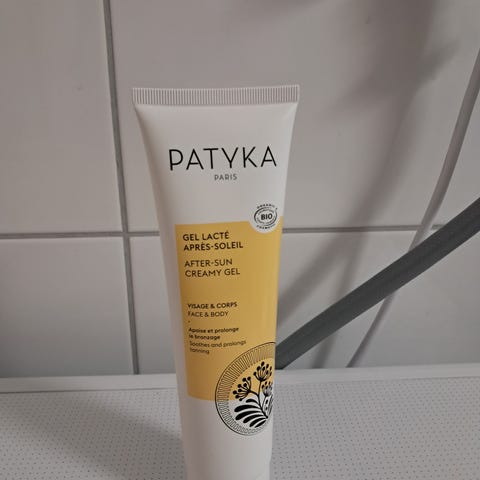 PATYKA
PARIS
BIO
GEL LACTÉ
APRÈS-SOLEIL
AFTER-SUN
CREAMY GEL
VISAGE & CORPS
FACE & BODY
Apaise et prolonge
le bronzage
Soothes and prolongs
tanning